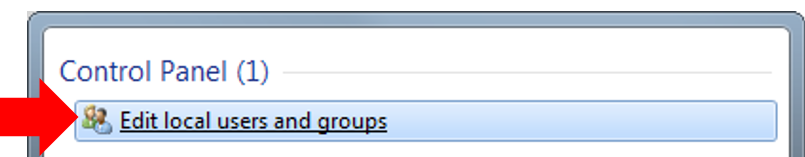 Control Panel (1)
Edit local users and groups